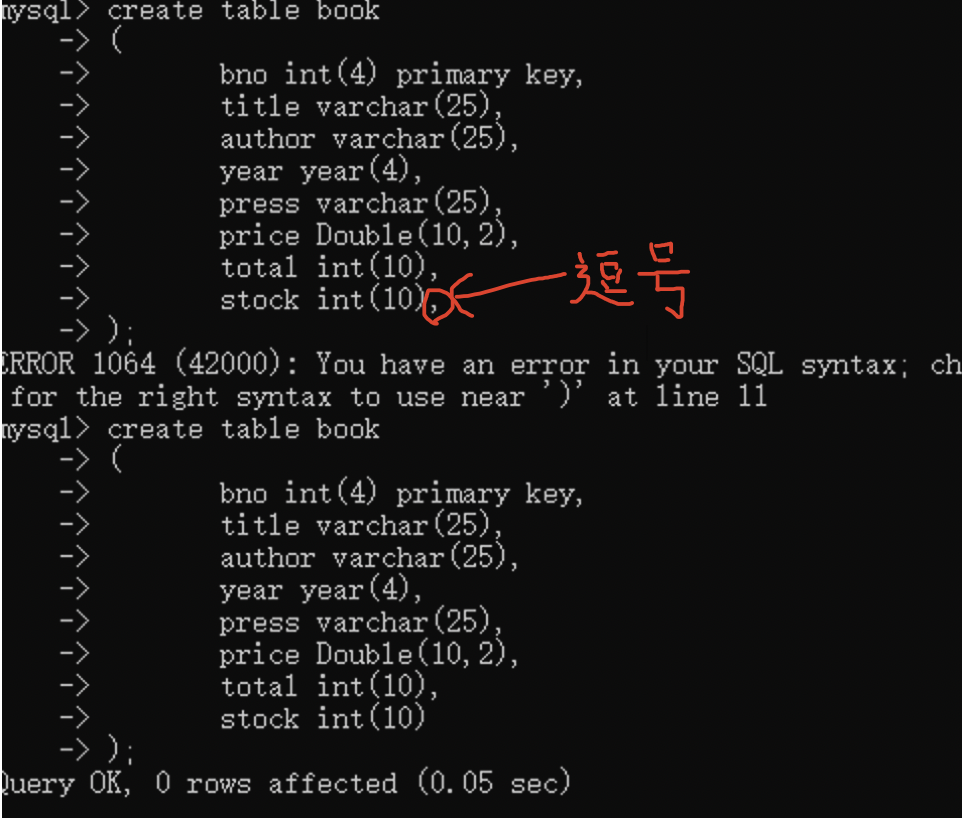 mysql> create table book
-> (
-> bno int(4) primary key,
-> title varchar(25),
-> author varchar(25),
-> year year(4),
-> press varchar(25),
-> price Double(10,2),
-> total int(10),
-> stock int(10), 逗号
-> );
ERROR 1064 (42000): You have an error in your SQL syntax; ch
for the right syntax to use near ')' at line 11
mysql> create table book
-> (
-> bno int(4) primary key,
-> title varchar(25),
-> author varchar(25),
-> year year(4),
-> press varchar(25),
-> price Double(10,2),
-> total int(10),
-> stock int(10)
-> );
Query OK, 0 rows affected (0.05 sec)